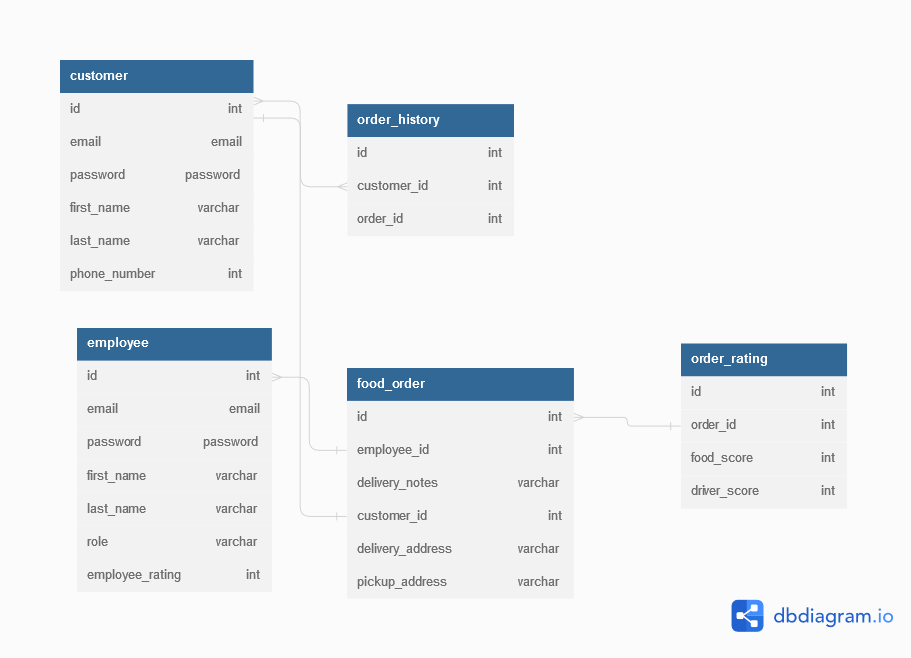 customer
id int
email email
password password
first_name varchar
last_name varchar
phone_number int
order_history
id int
customer_id int
order_id int
employee
id int
email email
password password
first_name varchar
last_name varchar
role varchar
employee_rating int
food_order
id int
employee_id int
delivery_notes varchar
customer_id int
delivery_address varchar
pickup_address varchar
order_rating
id int
order_id int
food_score int
driver_score int
dbdiagram.io